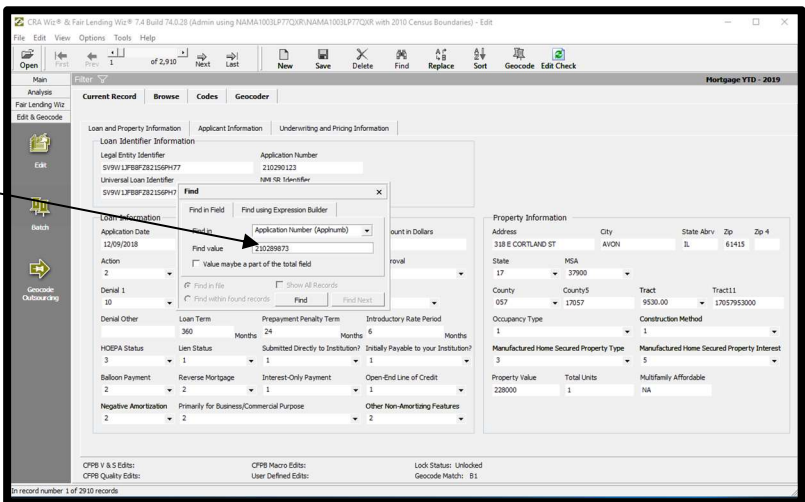 CRA Wiz® & Fair Lending Wiz® 7.4 Build 74.0.28 (Admin using NAMA1003LP77QXR\NAMA1003LP77QXR with 2010 Census Boundaries) - Edit
File Edit View Options Tools Help
Open First Prev 1 of 2,910 Next Last New Save Delete Find Replace Sort Geocode Edit Check
Main Filter Mortgage YTD - 2019
Analysis
Fair Lending Wiz
Edit & Geocode
Edit
Batch
Geocode Outsourcing
Current Record Browse Codes Geocoder
Loan and Property Information Applicant Information Underwriting and Pricing Information
Loan Identifier Information
Legal Entity Identifier Application Number
SV9W1JFB8FZ821S6PH77 210290123
Universal Loan Identifier NMLSR Identifier
SV9W1JFB8FZ821S6PH7
Find x
Find in Field Find using Expression Builder
Find in Application Number (Applnumb)
Find value 210289873
Value maybe a part of the total field
Find in file Show All Records
Find within found records Find Find Next
Loan Information
Application Date ount in Dollars
12/09/2018
Action roval
2
Denial 1
10
Denial Other Loan Term Prepayment Penalty Term Introductory Rate Period
360 Months 24 Months 6 Months
HOEPA Status Lien Status Submitted Directly to Institution? Initially Payable to your Institution?
3 1 1 1
Balloon Payment Reverse Mortgage Interest-Only Payment Open-End Line of Credit
2 2 1 1
Negative Amortization Primarily for Business/Commercial Purpose Other Non-Amortizing Features
2 2 2
Property Information
Address City State Abrv Zip Zip 4
318 E CORTLAND ST AVON IL 61415
State MSA
17 37900
County County5 Tract Tract11
057 17057 9530.00 17057953000
Occupancy Type Construction Method
1 1
Manufactured Home Secured Property Type Manufactured Home Secured Property Interest
3 5
Property Value Total Units Multifamily Affordable
228000 1 NA
CFPB V & S Edits: CFPB Macro Edits: Lock Status: Unlocked
CFPB Quality Edits: User Defined Edits: Geocode Match: B1
In record number 1 of 2910 records